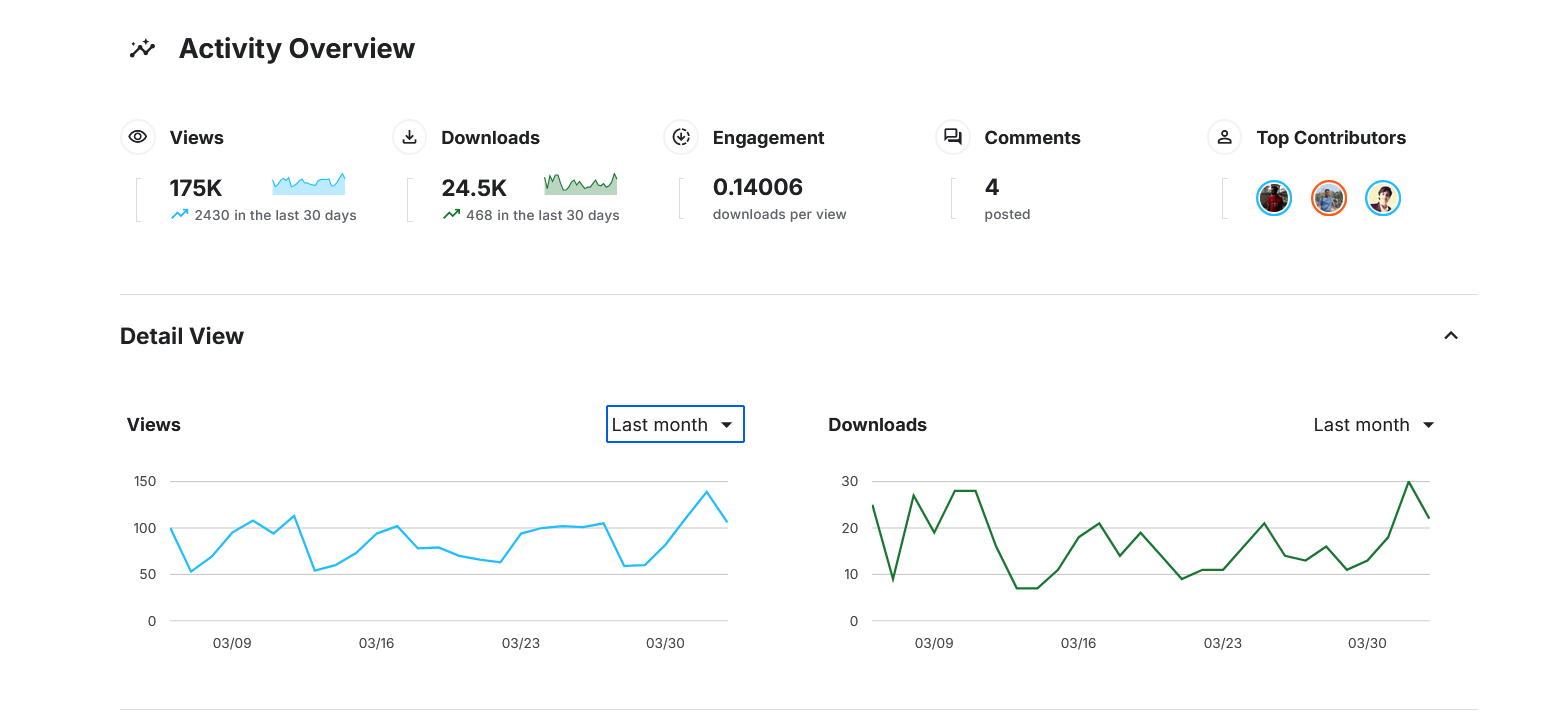 Activity Overview
Views
175K
2430 in the last 30 days
Downloads
24.5K
468 in the last 30 days
Engagement
0.14006
downloads per view
Comments
4
posted
Top Contributors
Detail View
Views
Last month
150
100
50
0
03/09 03/16 03/23 03/30
Downloads
Last month
30
20
10
0
03/09 03/16 03/23 03/30